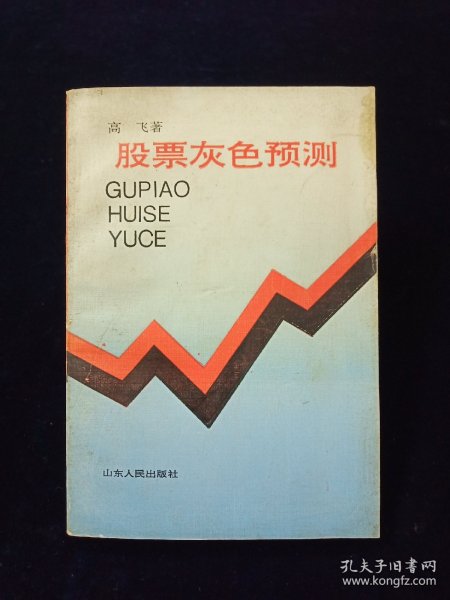 高 飞著
股票灰色预测
GUPIAO
HUISE
YUCE
山东人民出版社
孔夫子旧书网
www.kongfz.com